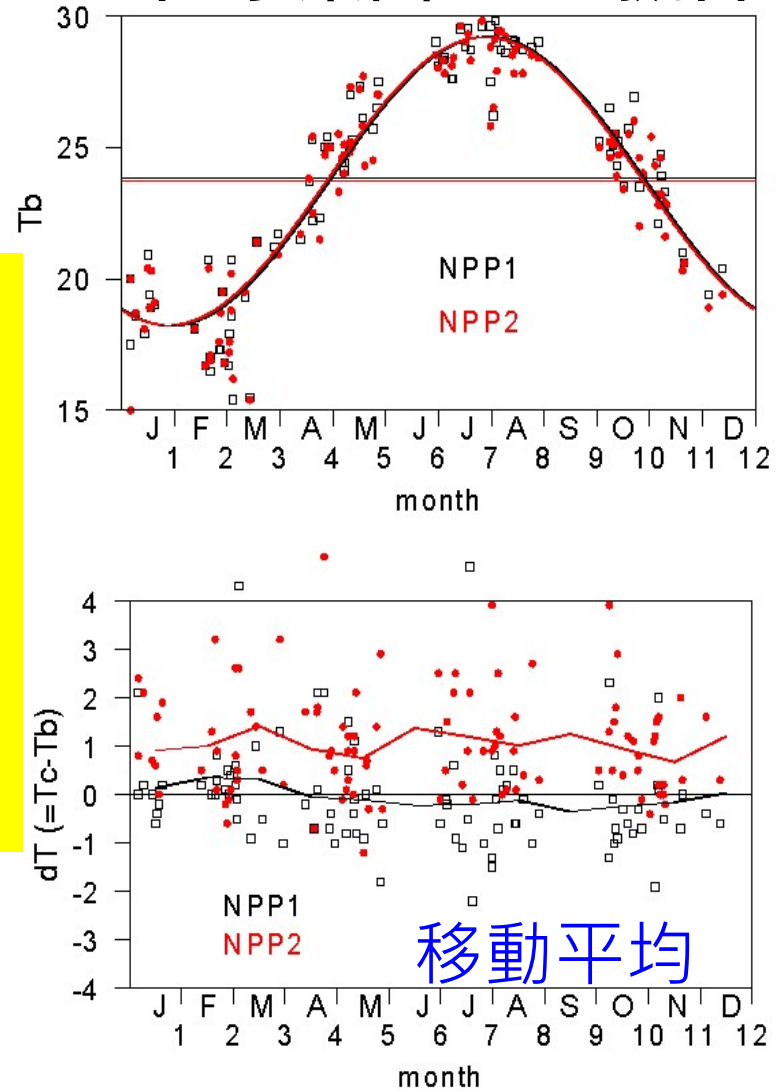 30
25
20
15
Tb
NPP1
NPP2
J F M A M J J A S O N D
1 2 3 4 5 6 7 8 9 10 11 12
month
4
3
2
1
0
-1
-2
-3
-4
dT (=Tc-Tb)
NPP1
NPP2
移動平均
J F M A M J J A S O N D
1 2 3 4 5 6 7 8 9 10 11 12
month